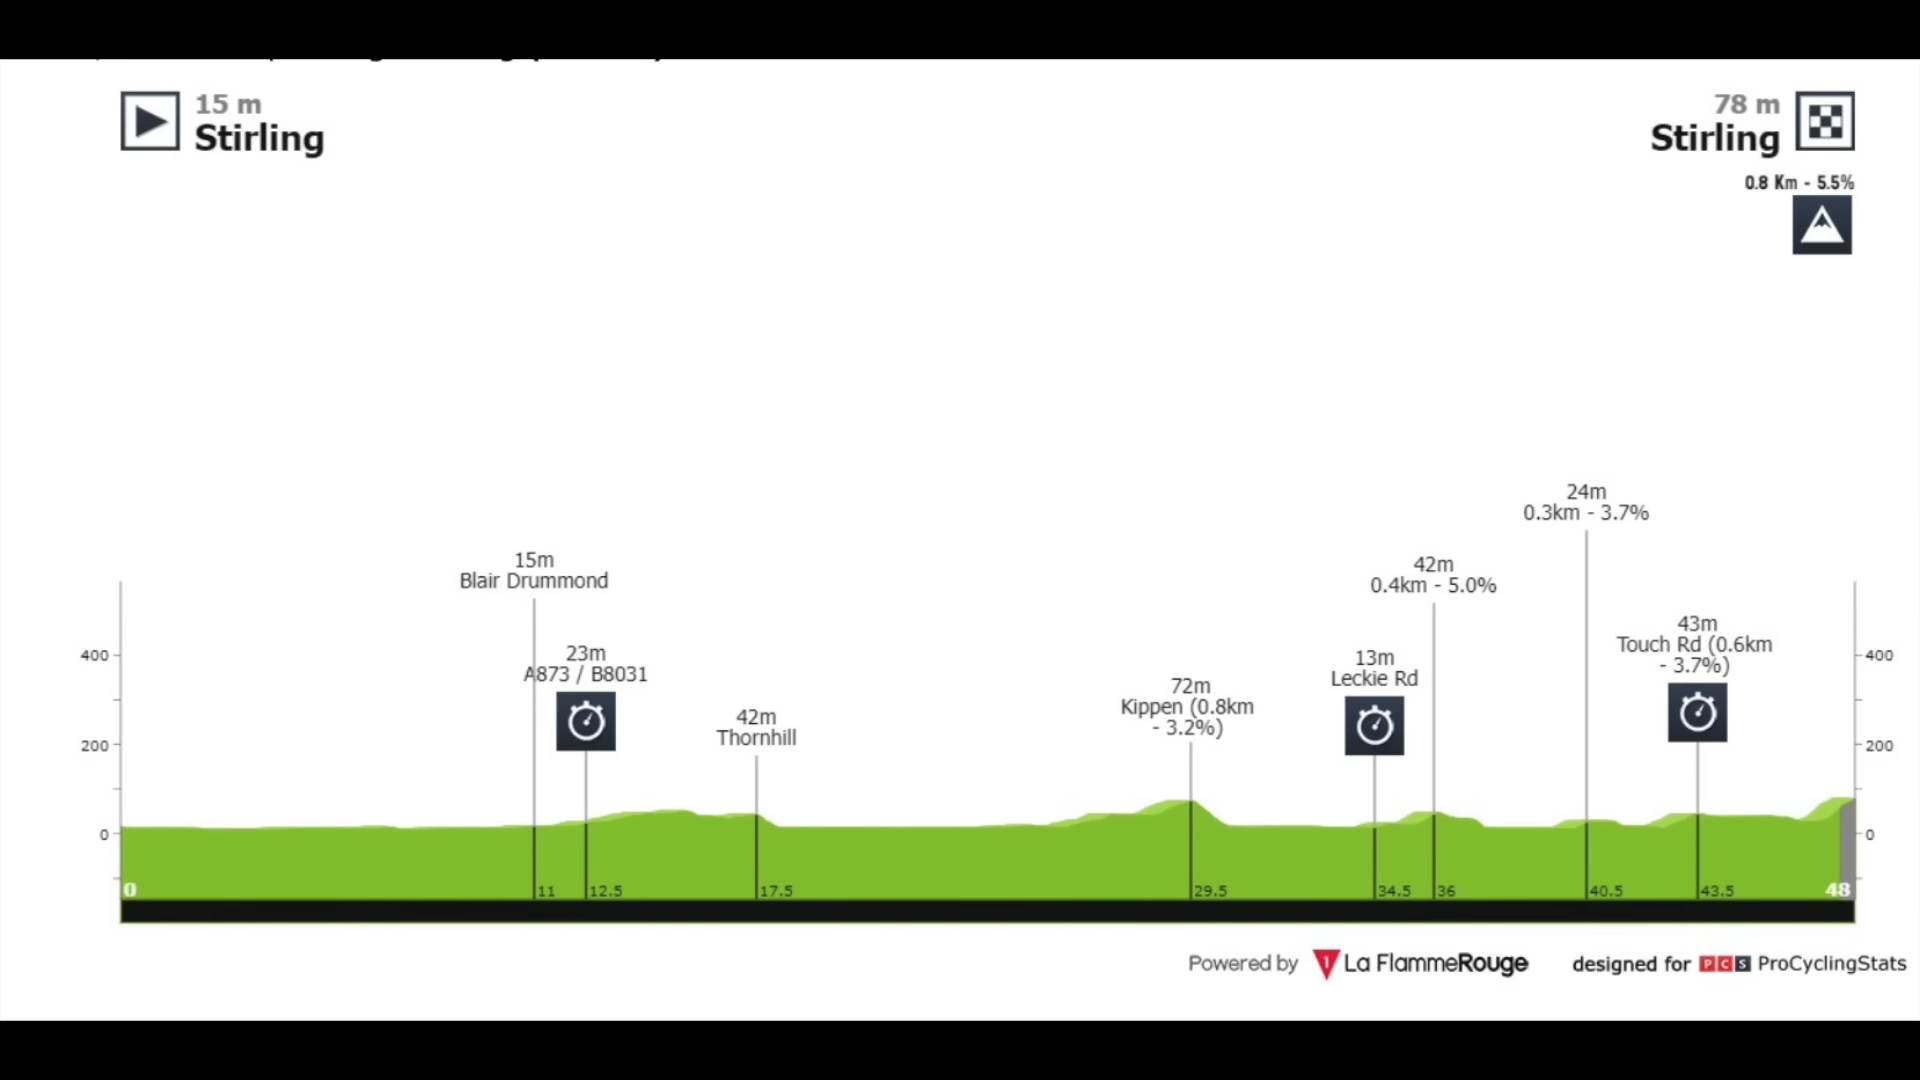 15 m
Stirling
78 m
Stirling
0.8 Km - 5.5%
24m
0.3km - 3.7%
15m
Blair Drummond
42m
0.4km - 5.0%
43m
Touch Rd (0.6km
- 3.7%)
23m
A873 / B8031
13m
Leckie Rd
72m
Kippen (0.8km
- 3.2%)
42m
Thornhill
400
200
0
400
200
0
0
11
12.5
17.5
29.5
34.5
36
40.5
43.5
48
Powered by 1 La FlammeRouge
designed for PCS ProCyclingStats